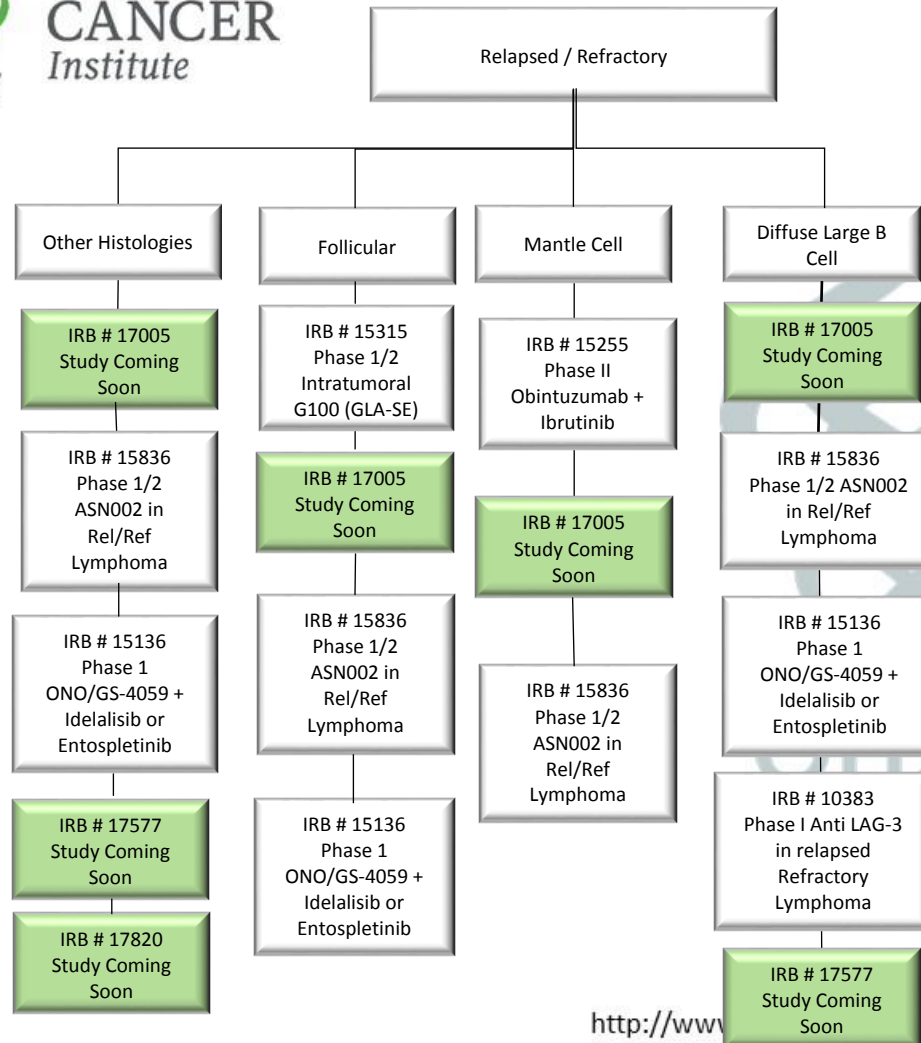 CANCER
Institute
Relapsed / Refractory
Other Histologies
IRB # 17005
Study Coming
Soon
IRB # 15836
Phase 1/2
ASN002 in
Rel/Ref
Lymphoma
IRB # 15136
Phase 1
ONO/GS-4059 +
Idelalisib or
Entospletinib
IRB # 17577
Study Coming
Soon
IRB # 17820
Study Coming
Soon
Follicular
IRB # 15315
Phase 1/2
Intratumoral
G100 (GLA-SE)
IRB # 17005
Study Coming
Soon
IRB # 15836
Phase 1/2
ASN002 in
Rel/Ref
Lymphoma
IRB # 15136
Phase 1
ONO/GS-4059 +
Idelalisib or
Entospletinib
Mantle Cell
IRB # 15255
Phase II
Obintuzumab +
Ibrutinib
IRB # 17005
Study Coming
Soon
IRB # 15836
Phase 1/2
ASN002 in
Rel/Ref
Lymphoma
Diffuse Large B
Cell
IRB # 17005
Study Coming
Soon
IRB # 15836
Phase 1/2 ASN002
in Rel/Ref
Lymphoma
IRB # 15136
Phase 1
ONO/GS-4059 +
Idelalisib or
Entospletinib
IRB # 10383
Phase I Anti LAG-3
in relapsed
Refractory
Lymphoma
IRB # 17577
Study Coming
Soon
http://www